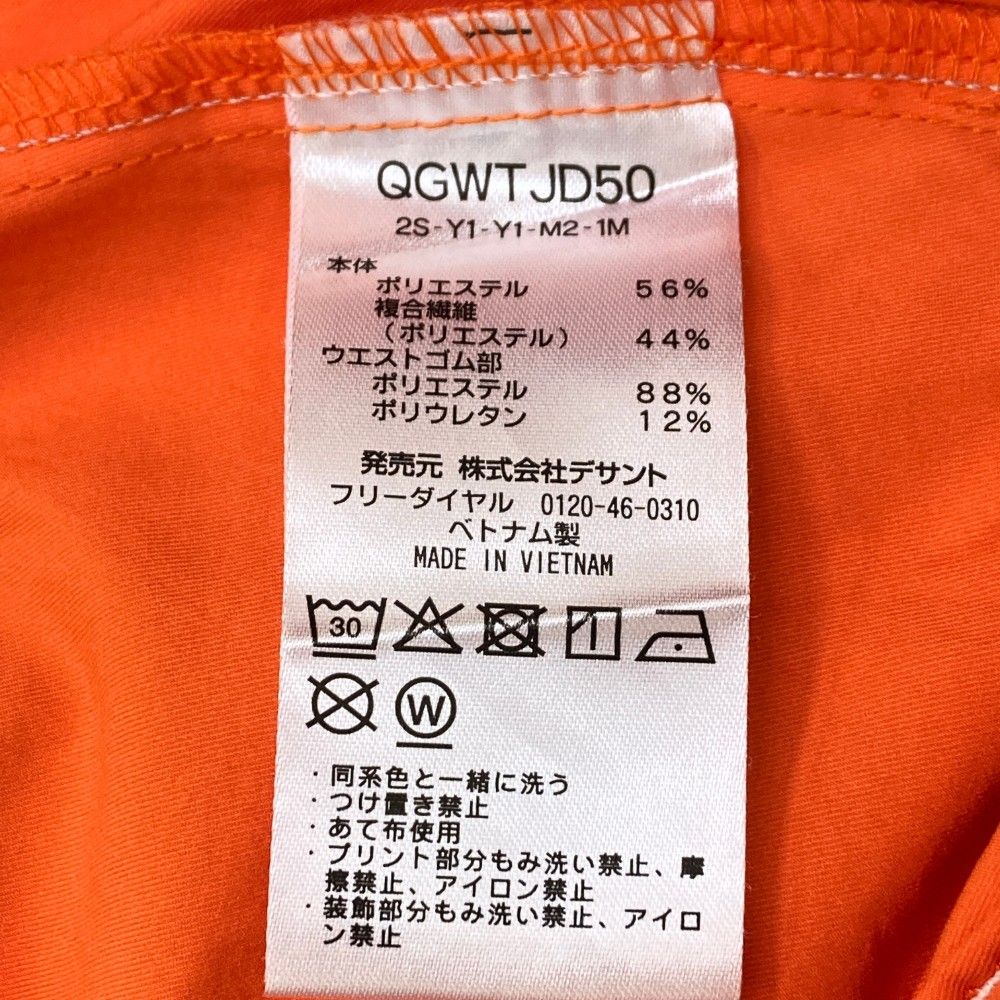 QGWTJD50
2S-Y1-Y1-M2-1M
本体
ポリエステル 56%
複合繊維
(ポリエステル) 44%
ウエストゴム部
ポリエステル 88%
ポリウレタン 12%
発売元 株式会社デサント
フリーダイヤル 0120-46-0310
ベトナム製
MADE IN VIETNAM
30
W
・同系色と一緒に洗う
・つけ置き禁止
・あて布使用
・プリント部分もみ洗い禁止、摩
擦禁止、アイロン禁止
・装飾部分もみ洗い禁止、アイロ
ン禁止